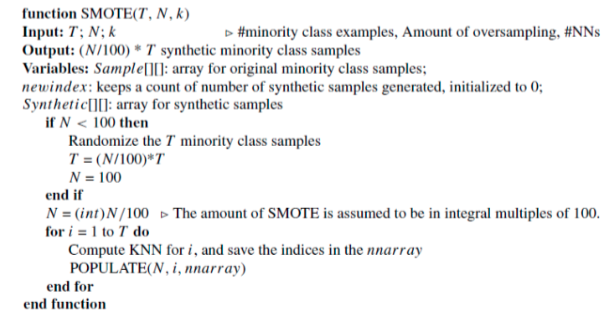 function SMOTE(T, N, k)
Input: T; N; k ▷ #minority class examples, Amount of oversampling, #NNs
Output: (N/100) * T synthetic minority class samples
Variables: Sample[][]: array for original minority class samples;
newindex: keeps a count of number of synthetic samples generated, initialized to 0;
Synthetic[][]: array for synthetic samples
if N < 100 then
Randomize the T minority class samples
T = (N/100)*T
N = 100
end if
N = (int)N/100 ▷ The amount of SMOTE is assumed to be in integral multiples of 100.
for i = 1 to T do
Compute KNN for i, and save the indices in the nnarray
POPULATE(N, i, nnarray)
end for
end function